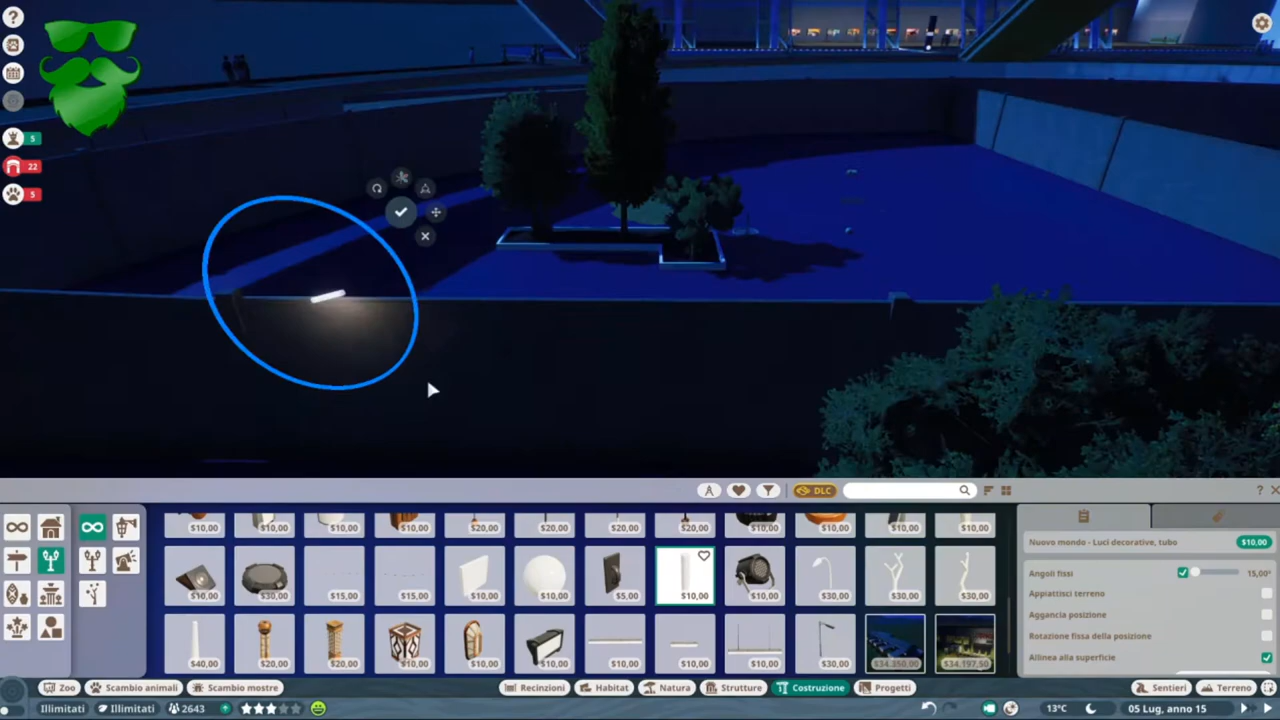 ?
5
22
5
DLC
?
$10,00 $10,00 $10,00 $10,00 $20,00 $20,00 $20,00 $20,00 $10,00 $10,00 $10,00 $10,00
Nuovo mondo - Luci decorative, tubo $10,00
$10,00 $30,00 $15,00 $15,00 $10,00 $10,00 $5,00 $10,00 $10,00 $30,00 $30,00 $30,00
Angoli fissi 15,00°
Appiattisci terreno
Aggancia posizione
Rotazione fissa della posizione
Allinea alla superficie
$40,00 $20,00 $20,00 $10,00 $10,00 $10,00 $10,00 $10,00 $10,00 $30,00 $34.350,00 $34.197,50
Zoo Scambio animali Scambio mostre Recinzioni Habitat Natura Strutture Costruzione Progetti Sentieri Terreno
Illimitati Illimitati 2643 13°C 05 Lug, anno 15